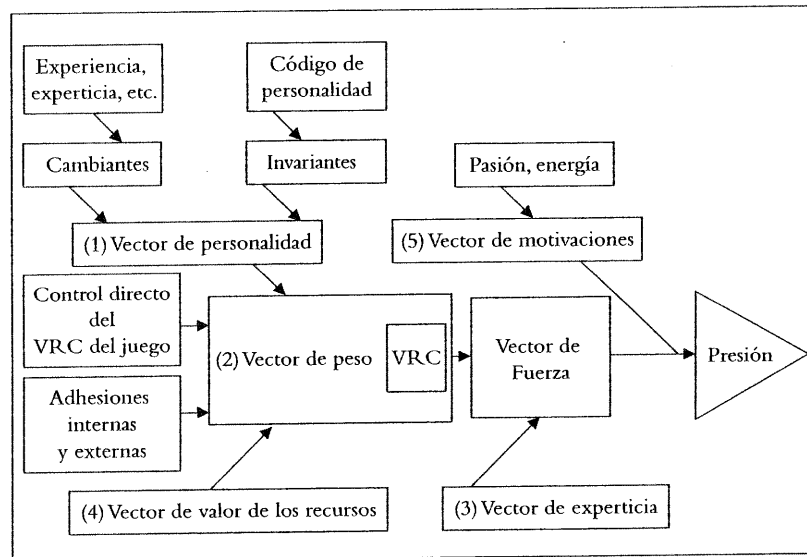 Experiencia,
experticia, etc.
Código de
personalidad
Cambiantes
Invariantes
Pasión, energía
(1) Vector de personalidad
(5) Vector de motivaciones
Control directo
del
VRC del juego
(2) Vector de peso
VRC
Vector de
Fuerza
Presión
Adhesiones
internas
y externas
(4) Vector de valor de los recursos
(3) Vector de experticia